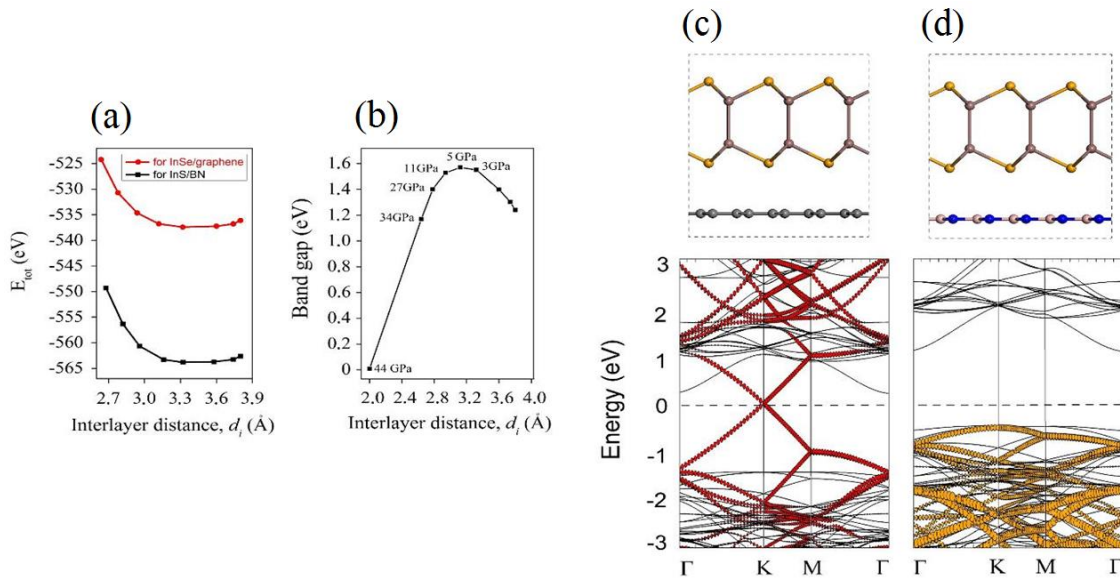 (a)
-525
-530
-535
-540
-545
-550
-555
-560
-565
E_tot (eV)
for InSe/graphene
for InS/BN
2.7 3.0 3.3 3.6 3.9
Interlayer distance, d_i (Å)
(b)
1.6
1.4
1.2
1.0
0.8
0.6
0.4
0.2
0
Band gap (eV)
5 GPa
11GPa
3GPa
27GPa
34GPa
44 GPa
2.0 2.4 2.8 3.2 3.6 4.0
Interlayer distance, d_i (Å)
(c)
(d)
3
2
1
0
-1
-2
-3
Energy (eV)
Γ K M Γ
Γ K M Γ